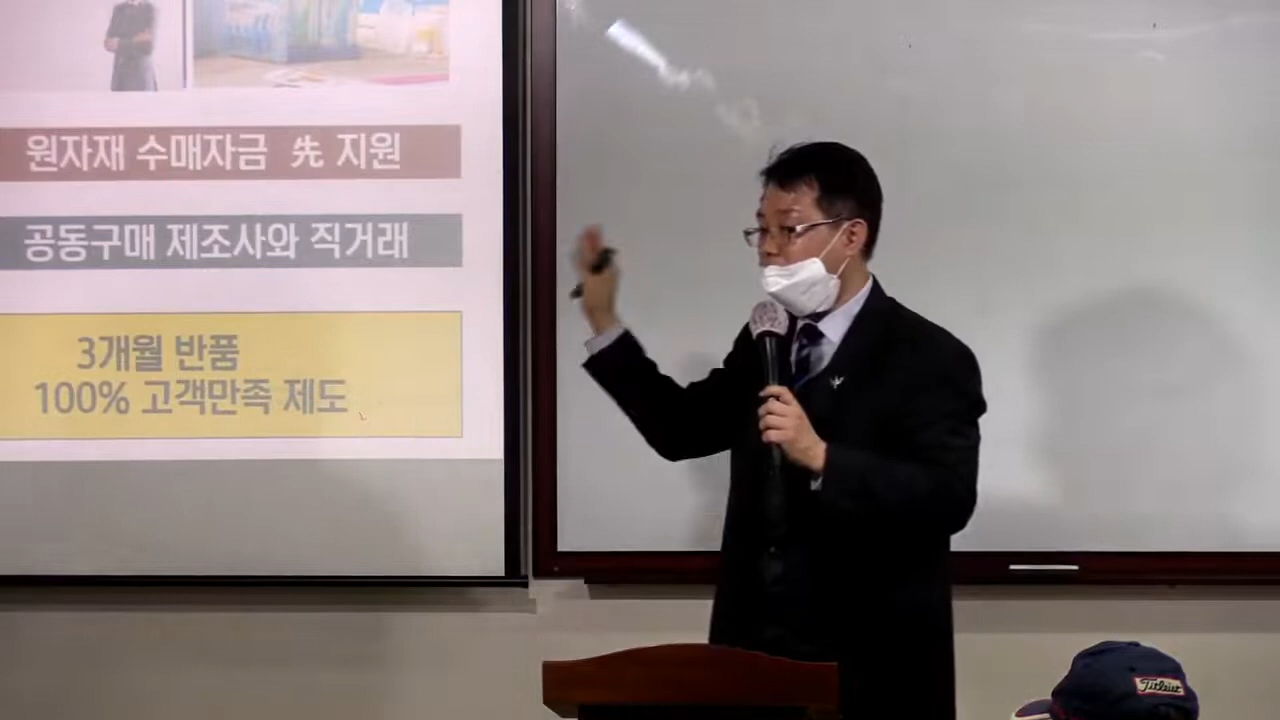 원자재 수매자금 先 지원
공동구매 제조사와 직거래
3개월 반품
100% 고객만족 제도
Titleist